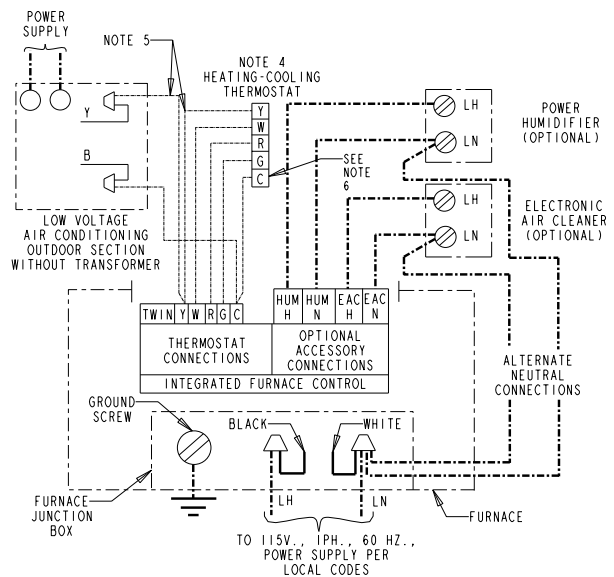 POWER
SUPPLY
NOTE 5
NOTE 4
HEATING-COOLING
THERMOSTAT
Y
W
R
G
C
SEE
NOTE
6
Y
B
LOW VOLTAGE
AIR CONDITIONING
OUTDOOR SECTION
WITHOUT TRANSFORMER
LH
LN
POWER
HUMIDIFIER
(OPTIONAL)
LH
LN
ELECTRONIC
AIR CLEANER
(OPTIONAL)
TWIN Y W R G C
HUM H
HUM N
EAC H
EAC N
THERMOSTAT
CONNECTIONS
OPTIONAL
ACCESSORY
CONNECTIONS
INTEGRATED FURNACE CONTROL
ALTERNATE
NEUTRAL
CONNECTIONS
GROUND
SCREW
BLACK
WHITE
FURNACE
JUNCTION
BOX
LH
LN
FURNACE
TO 115V., 1PH., 60 HZ.,
POWER SUPPLY PER
LOCAL CODES